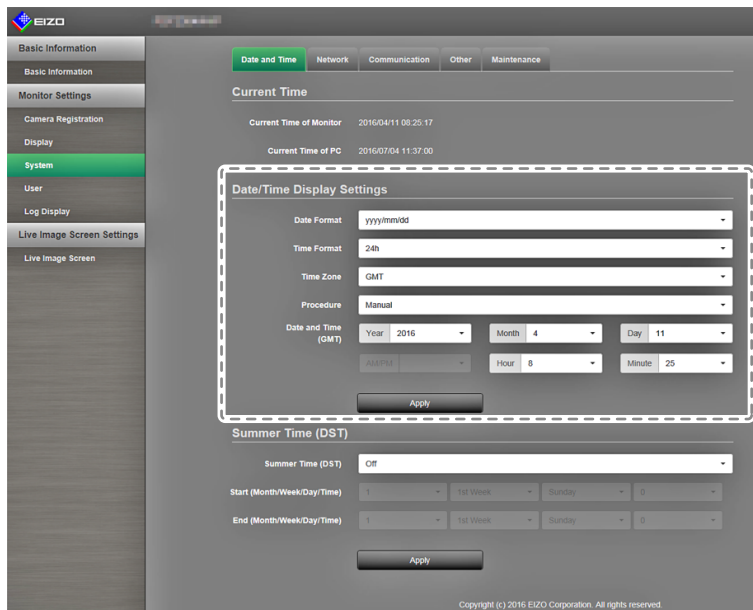 EIZO
Basic Information
Basic Information
Monitor Settings
Camera Registration
Display
System
User
Log Display
Live Image Screen Settings
Live Image Screen
Date and Time Network Communication Other Maintenance
Current Time
Current Time of Monitor 2016/04/11 08:25:17
Current Time of PC 2016/07/04 11:37:00
Date/Time Display Settings
Date Format yyyy/mm/dd
Time Format 24h
Time Zone GMT
Procedure Manual
Date and Time
(GMT) Year 2016 Month 4 Day 11
AM/PM Hour 8 Minute 25
Apply
Summer Time (DST)
Summer Time (DST) Off
Start (Month/Week/Day/Time) 1 1st Week Sunday 0
End (Month/Week/Day/Time) 1 1st Week Sunday 0
Apply
Copyright (c) 2016 EIZO Corporation. All rights reserved.